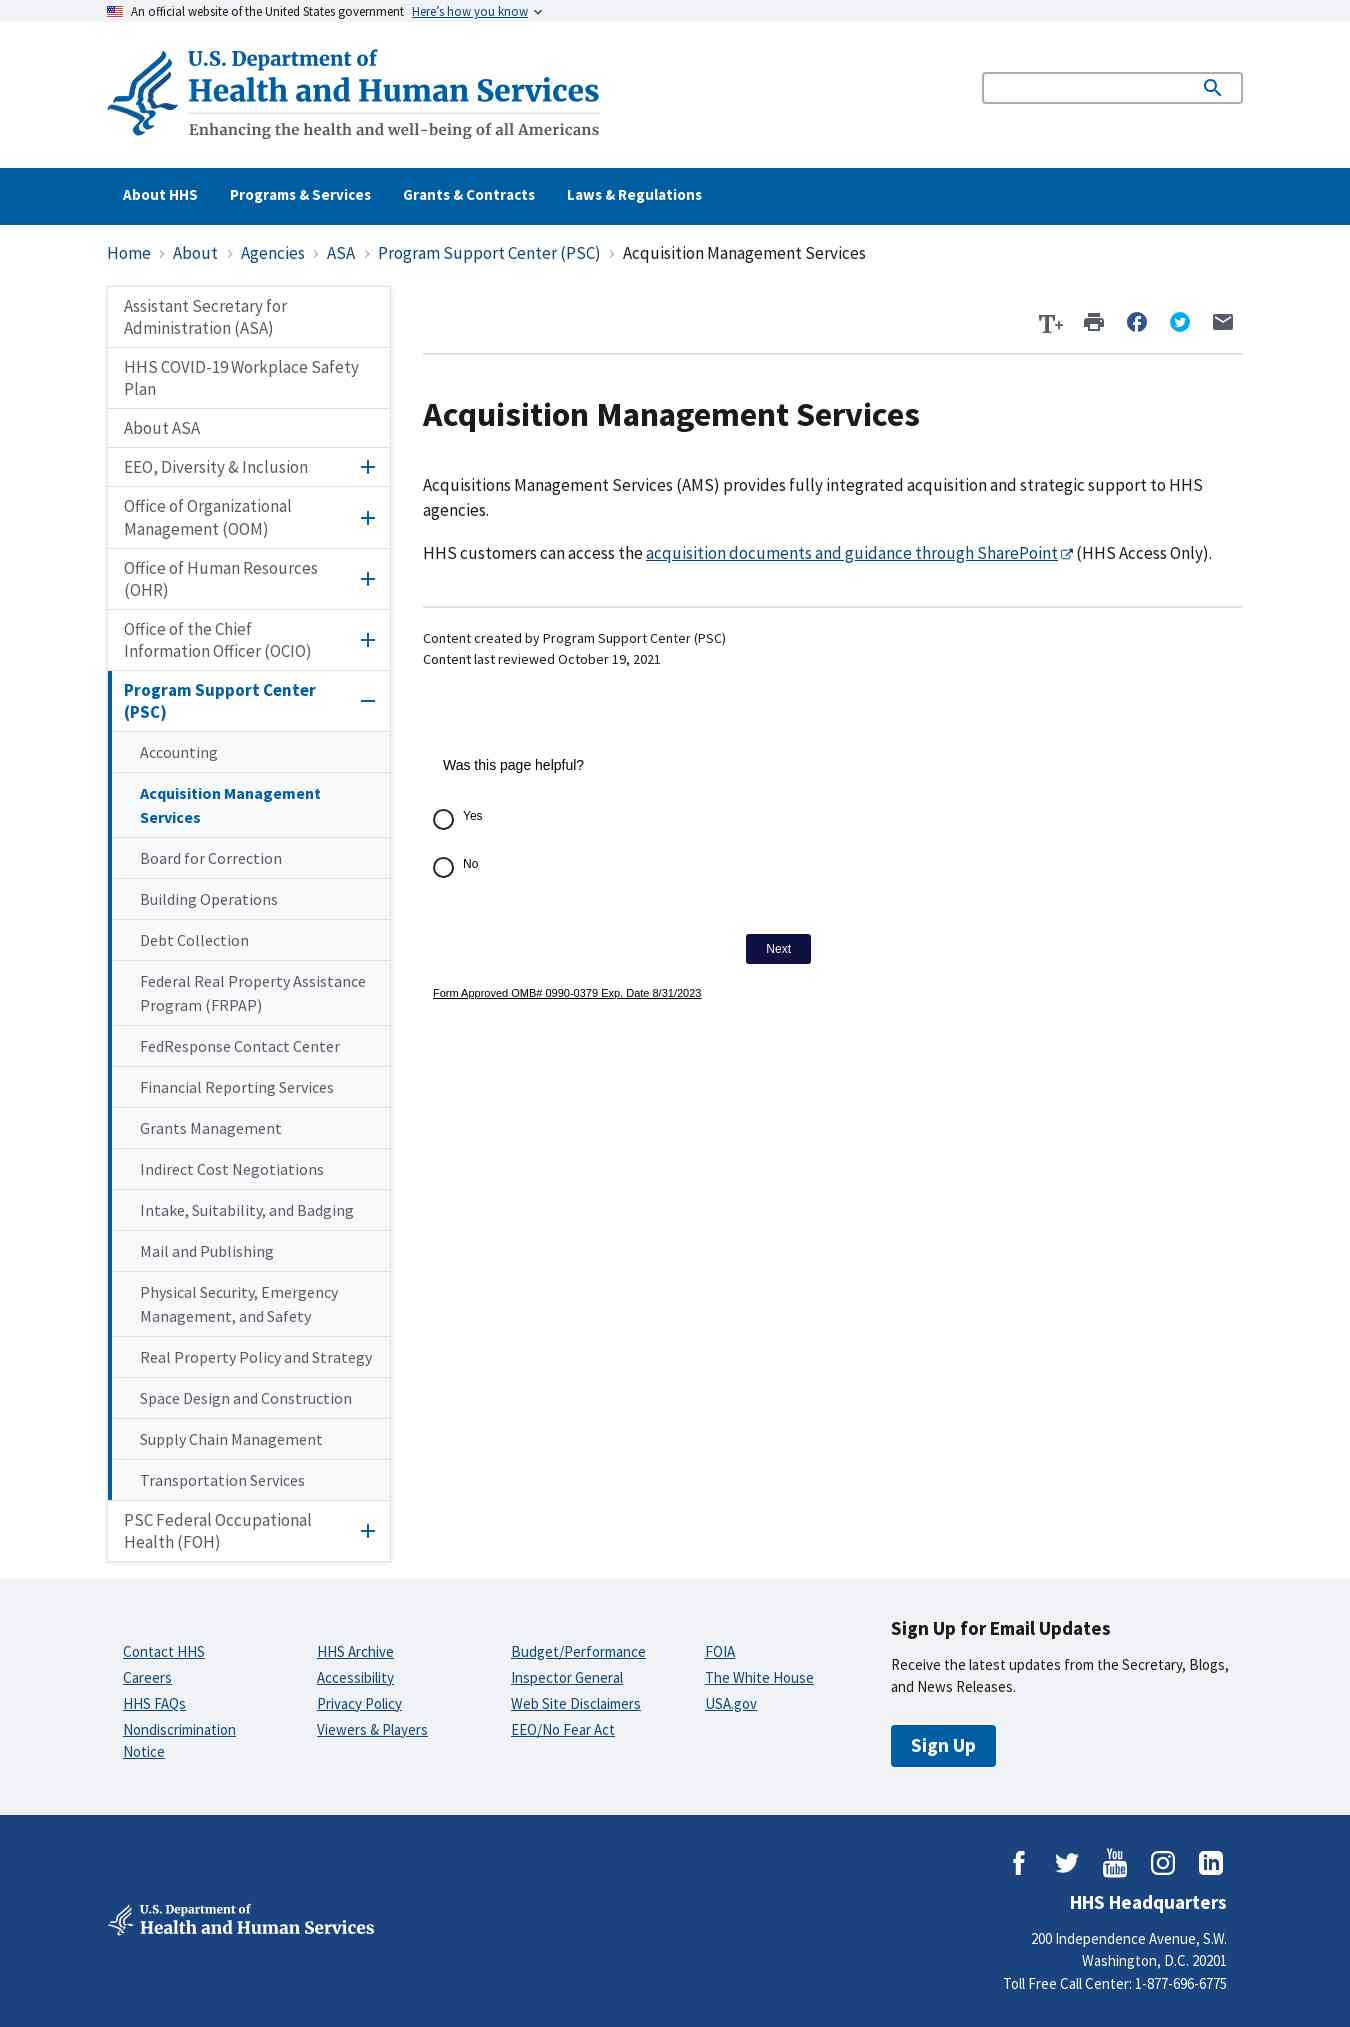 An official website of the United States government Here's how you know
U.S. Department of
Health and Human Services
Enhancing the health and well-being of all Americans
About HHS Programs & Services Grants & Contracts Laws & Regulations
Home › About › Agencies › ASA › Program Support Center (PSC) › Acquisition Management Services
Assistant Secretary for
Administration (ASA)
HHS COVID-19 Workplace Safety
Plan
About ASA
EEO, Diversity & Inclusion
Office of Organizational
Management (OOM)
Office of Human Resources
(OHR)
Office of the Chief
Information Officer (OCIO)
Program Support Center
(PSC)
Accounting
Acquisition Management
Services
Board for Correction
Building Operations
Debt Collection
Federal Real Property Assistance
Program (FRPAP)
FedResponse Contact Center
Financial Reporting Services
Grants Management
Indirect Cost Negotiations
Intake, Suitability, and Badging
Mail and Publishing
Physical Security, Emergency
Management, and Safety
Real Property Policy and Strategy
Space Design and Construction
Supply Chain Management
Transportation Services
PSC Federal Occupational
Health (FOH)
T+
Acquisition Management Services
Acquisitions Management Services (AMS) provides fully integrated acquisition and strategic support to HHS
agencies.
HHS customers can access the acquisition documents and guidance through SharePoint (HHS Access Only).
Content created by Program Support Center (PSC)
Content last reviewed October 19, 2021
Was this page helpful?
Yes
No
Next
Form Approved OMB# 0990-0379 Exp. Date 8/31/2023
Contact HHS
Careers
HHS FAQs
Nondiscrimination
Notice
HHS Archive
Accessibility
Privacy Policy
Viewers & Players
Budget/Performance
Inspector General
Web Site Disclaimers
EEO/No Fear Act
FOIA
The White House
USA.gov
Sign Up for Email Updates
Receive the latest updates from the Secretary, Blogs,
and News Releases.
Sign Up
U.S. Department of
Health and Human Services
You
Tube
HHS Headquarters
200 Independence Avenue, S.W.
Washington, D.C. 20201
Toll Free Call Center: 1-877-696-6775